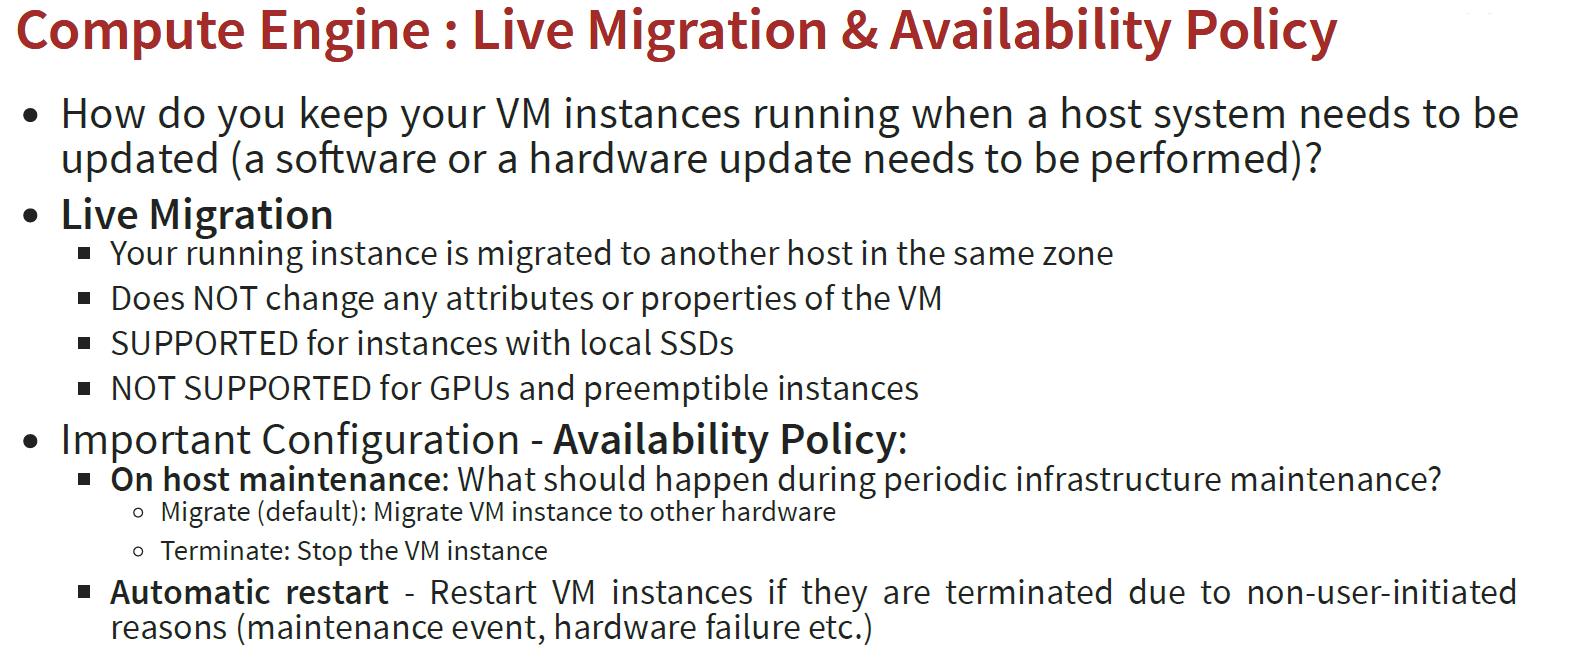 Compute Engine : Live Migration & Availability Policy
• How do you keep your VM instances running when a host system needs to be
updated (a software or a hardware update needs to be performed)?
• Live Migration
▪ Your running instance is migrated to another host in the same zone
▪ Does NOT change any attributes or properties of the VM
▪ SUPPORTED for instances with local SSDs
▪ NOT SUPPORTED for GPUs and preemptible instances
• Important Configuration - Availability Policy:
▪ On host maintenance: What should happen during periodic infrastructure maintenance?
◦ Migrate (default): Migrate VM instance to other hardware
◦ Terminate: Stop the VM instance
▪ Automatic restart - Restart VM instances if they are terminated due to non-user-initiated
reasons (maintenance event, hardware failure etc.)